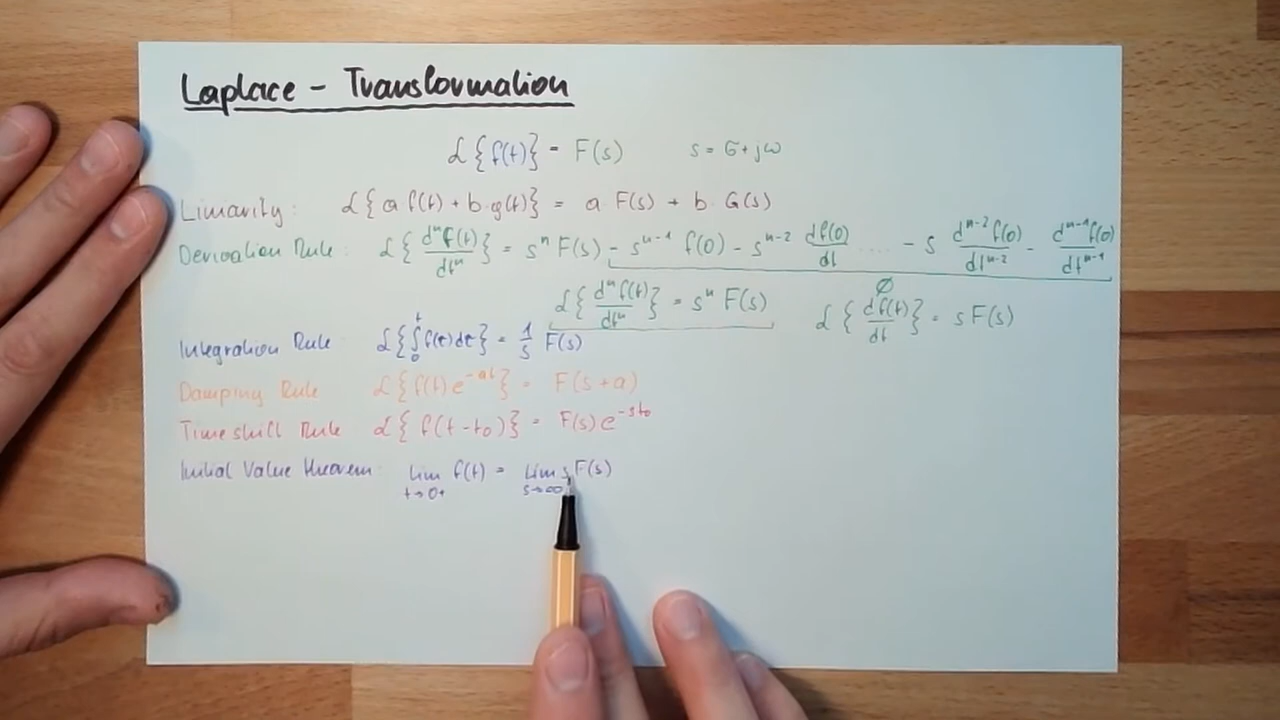 Laplace - Transformation
ℒ{f(t)} = F(s) s = σ + jω
Linearity: ℒ{a f(t) + b·g(t)} = a F(s) + b G(s)
Derivation Rule: ℒ{dⁿf(t)/dtⁿ} = sⁿ F(s) - sⁿ⁻¹ f(0) - sⁿ⁻² df(0)/dt .... - s dⁿ⁻²f(0)/dtⁿ⁻² - dⁿ⁻¹f(0)/dtⁿ⁻¹
∅
ℒ{dⁿf(t)/dtⁿ} = sⁿ F(s) ℒ{df(t)/dt} = s F(s)
Integration Rule ℒ{∫₀ᵗ f(τ)dτ} = 1/s F(s)
Damping Rule ℒ{f(t) e^-at} = F(s+a)
Timeshift Rule ℒ{f(t-t₀)} = F(s) e^-st₀
Initial Value theorem: lim t→0+ f(t) = lim s→∞ s F(s)